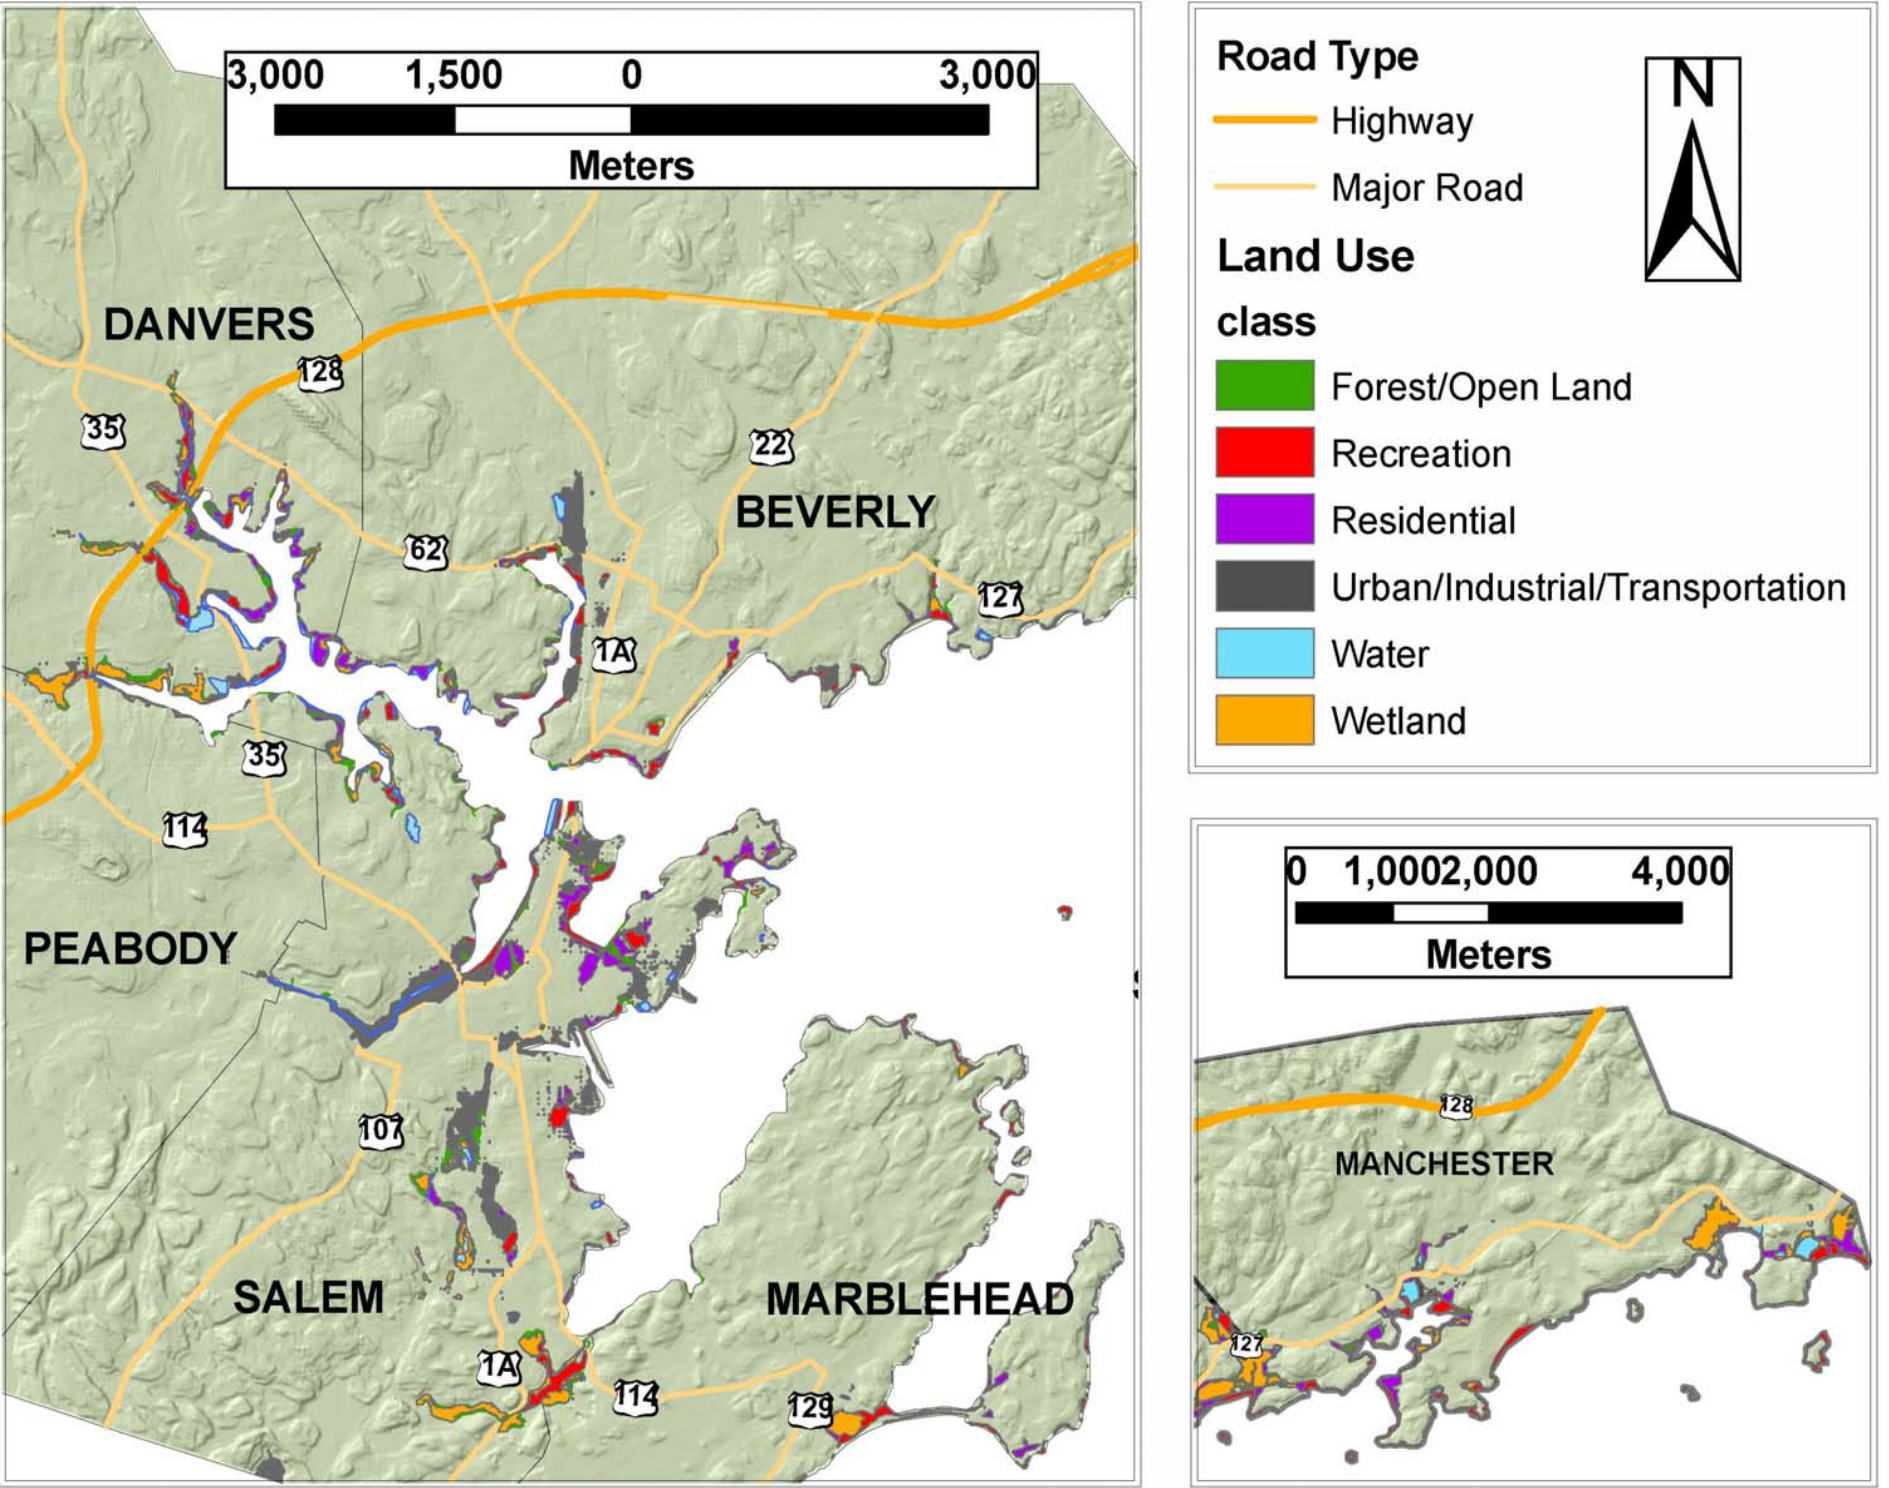 3,000 1,500 0 3,000
Meters
DANVERS
128
35
22
BEVERLY
62
127
1A
35
114
PEABODY
107
SALEM
MARBLEHEAD
1A
114
129
Road Type
Highway
Major Road
N
Land Use
class
Forest/Open Land
Recreation
Residential
Urban/Industrial/Transportation
Water
Wetland
0 1,0002,000 4,000
Meters
128
MANCHESTER
127